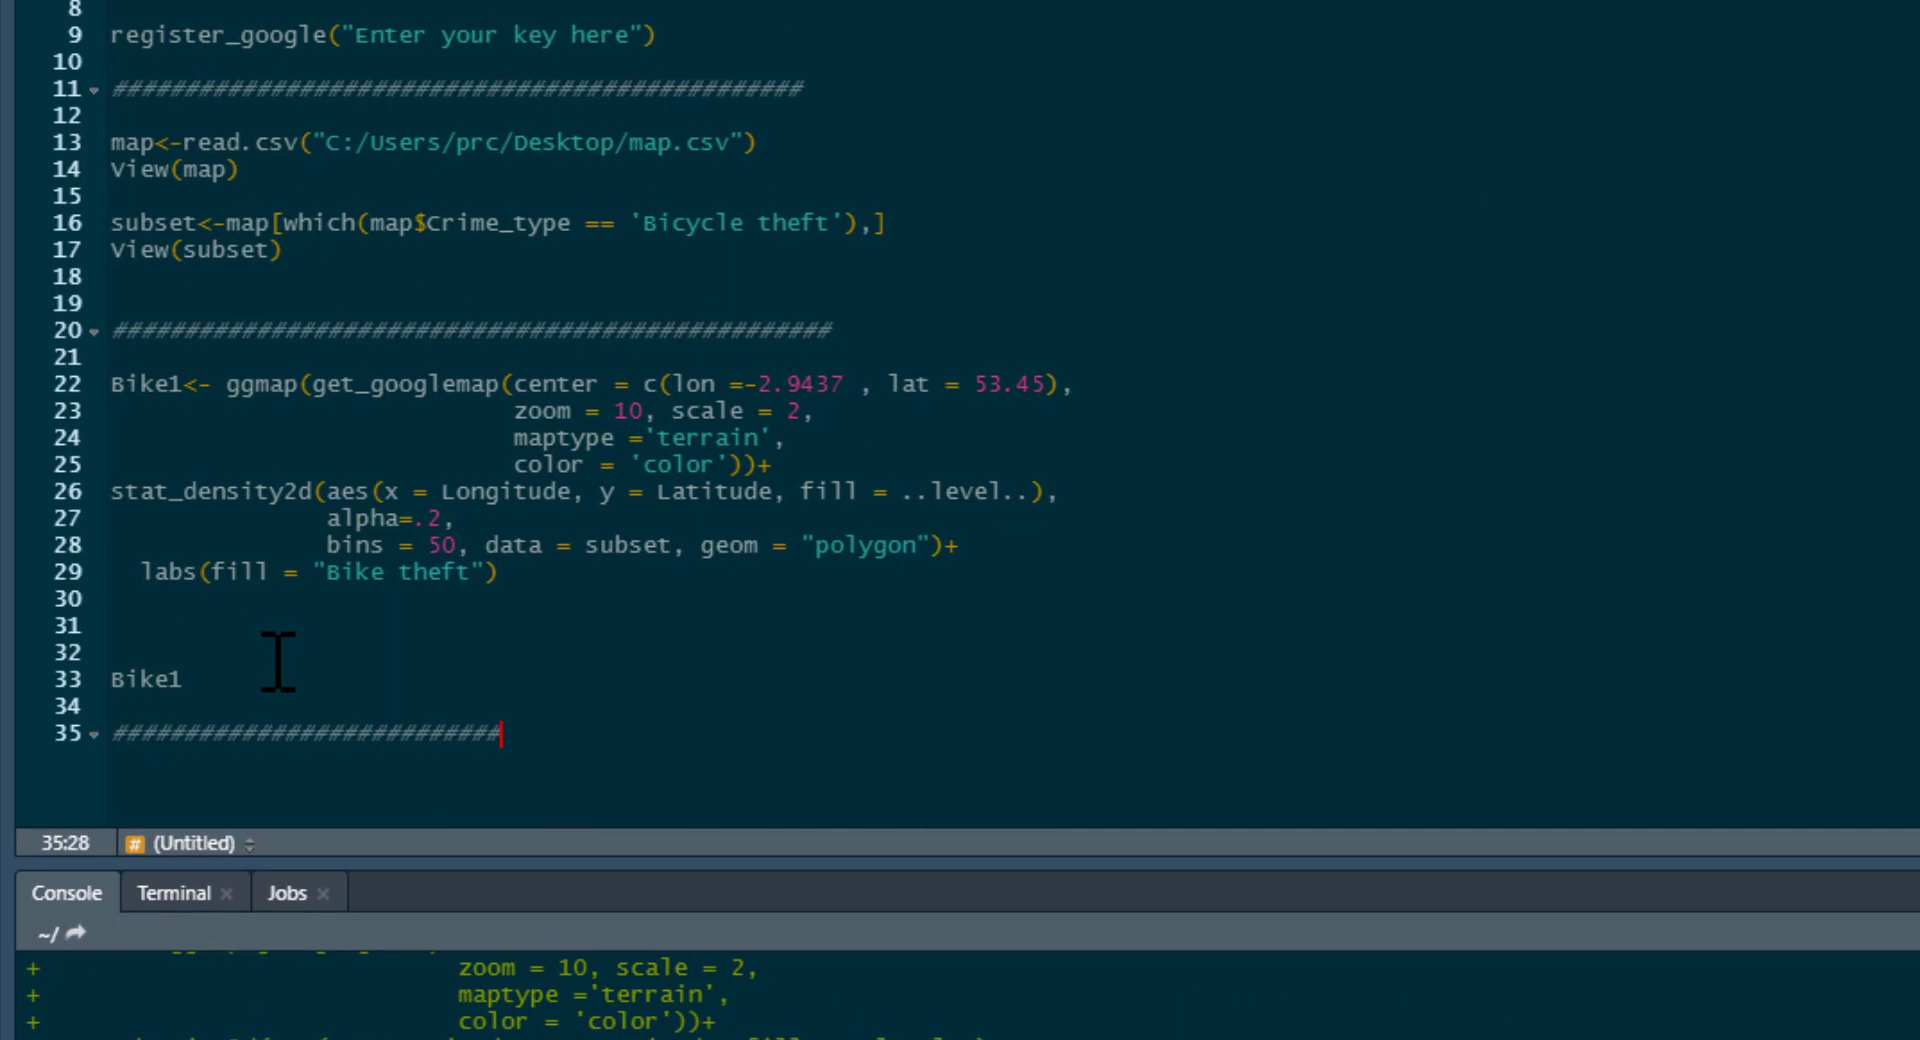 8
9 register_google("Enter your key here")
10
11 ################################################
12
13 map<-read.csv("C:/Users/prc/Desktop/map.csv")
14 View(map)
15
16 subset<-map[which(map$Crime_type == 'Bicycle theft'),]
17 View(subset)
18
19
20 ##################################################
21
22 Bike1<- ggmap(get_googlemap(center = c(lon =-2.9437 , lat = 53.45),
23 zoom = 10, scale = 2,
24 maptype ='terrain',
25 color = 'color'))+
26 stat_density2d(aes(x = Longitude, y = Latitude, fill = ..level..),
27 alpha=.2,
28 bins = 50, data = subset, geom = "polygon")+
29 labs(fill = "Bike theft")
30
31
32
33 Bike1
34
35 ###########################
35:28 # (Untitled)
Console Terminal Jobs
~/
+ zoom = 10, scale = 2,
+ maptype ='terrain',
+ color = 'color'))+